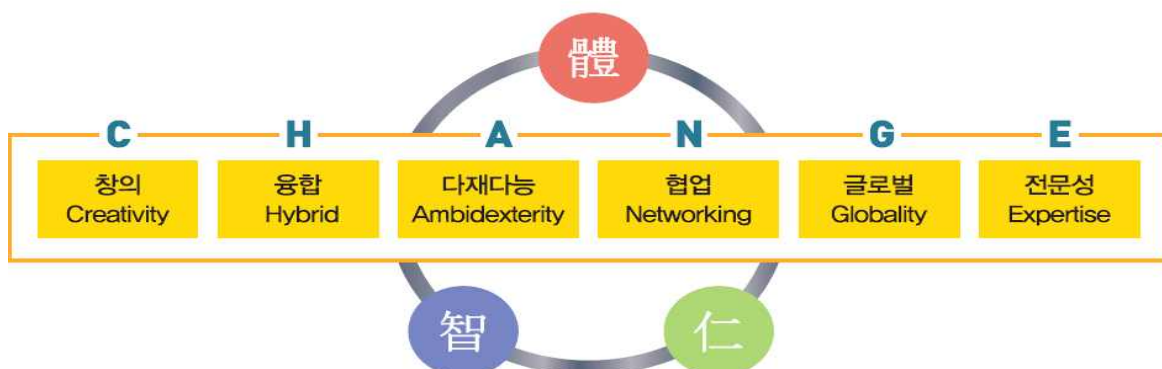 體
C H A N G E
창의 융합 다재다능 협업 글로벌 전문성
Creativity Hybrid Ambidexterity Networking Globality Expertise
智 仁